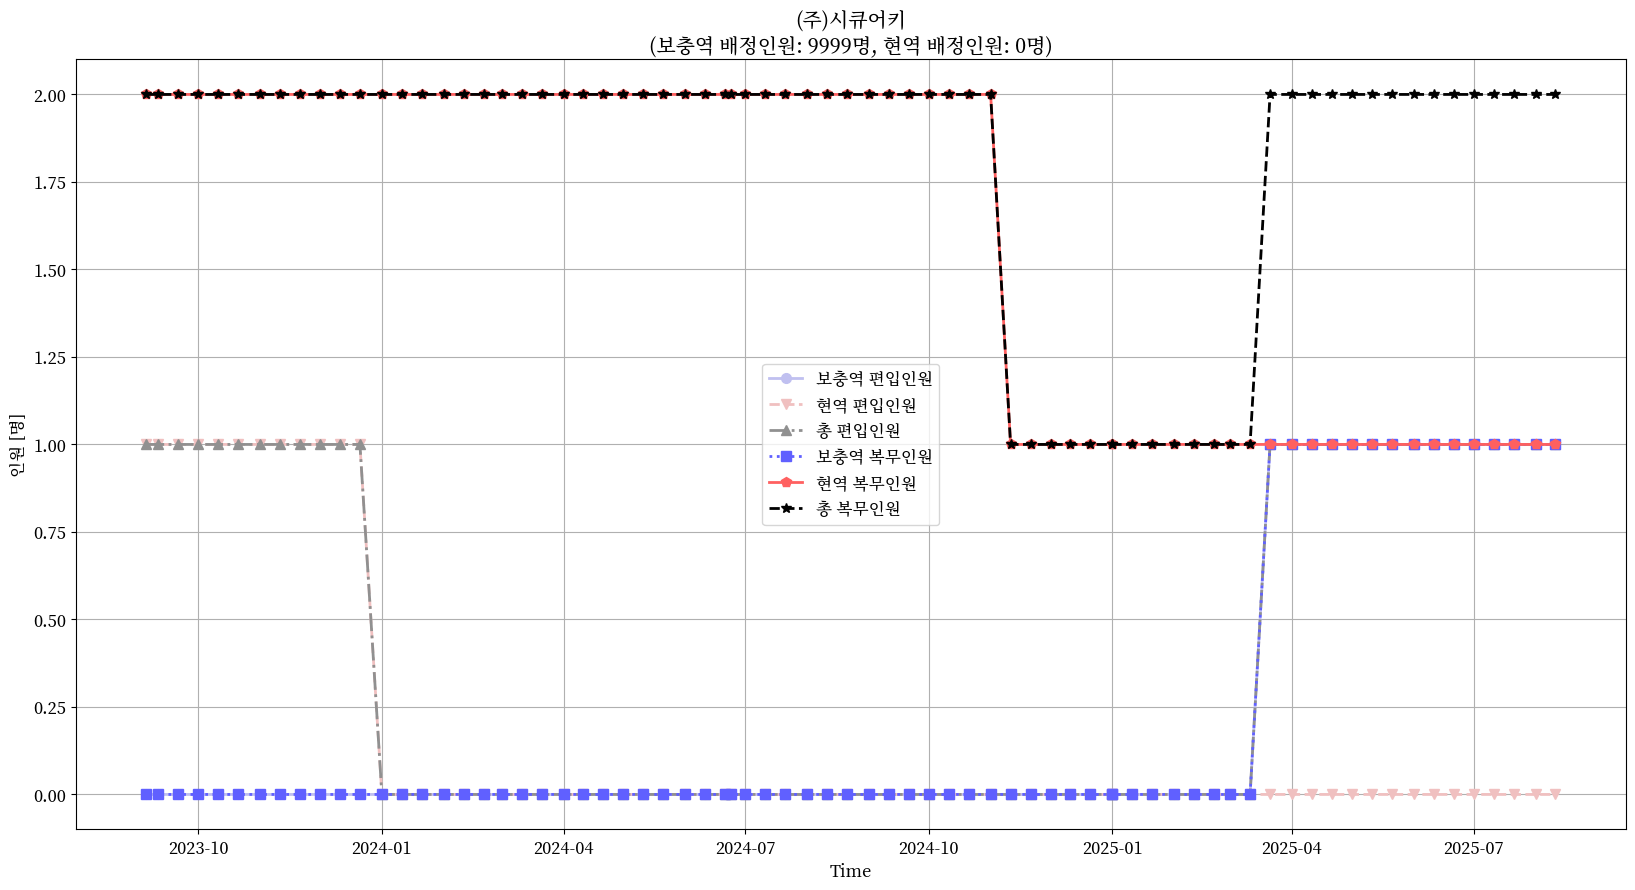 (주)시큐어키
(보충역 배정인원: 9999명, 현역 배정인원: 0명)
인원 [명]
2.00
1.75
1.50
1.25
1.00
0.75
0.50
0.25
0.00
보충역 편입인원
현역 편입인원
총 편입인원
보충역 복무인원
현역 복무인원
총 복무인원
2023-10
2024-01
2024-04
2024-07
2024-10
2025-01
2025-04
2025-07
Time